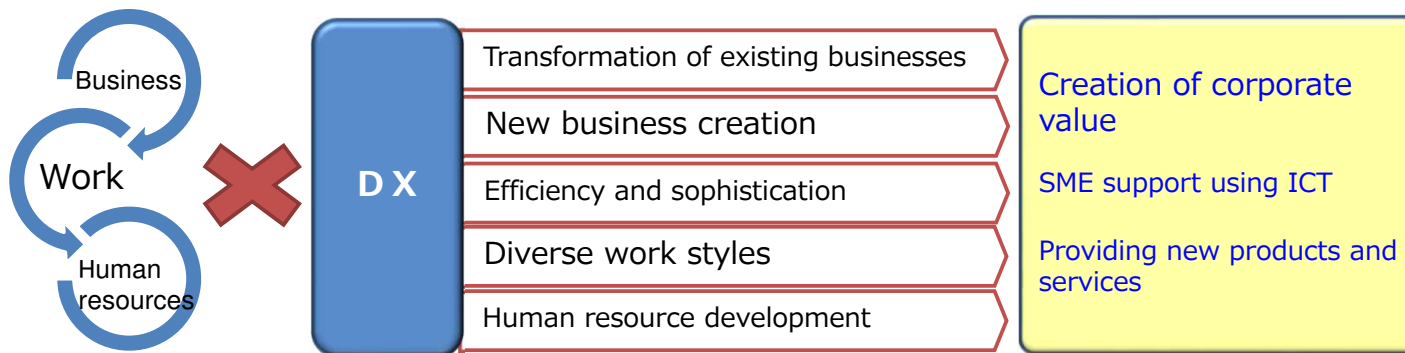 Business
Work
Human
resources
DX
Transformation of existing businesses
New business creation
Efficiency and sophistication
Diverse work styles
Human resource development
Creation of corporate
value
SME support using ICT
Providing new products and
services